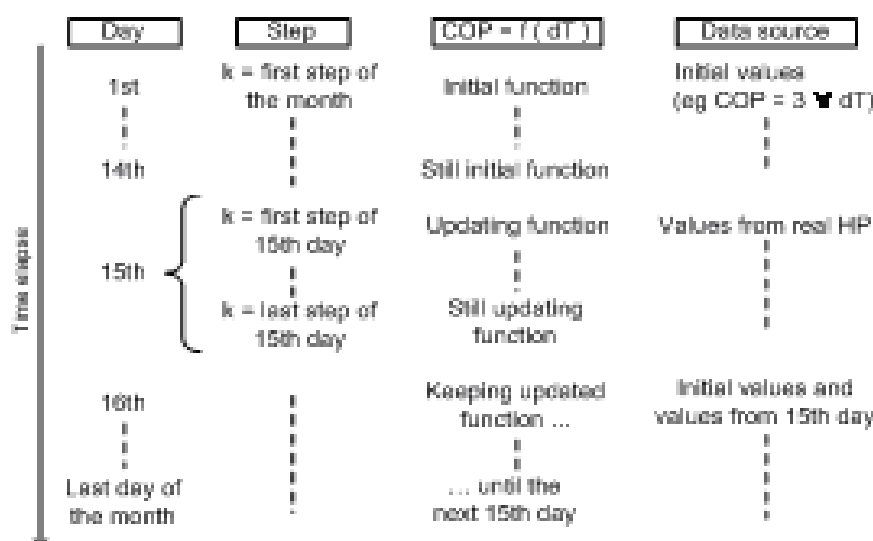 Day
Step
COP = f ( dT )
Data source
1st
k = first step of
the month
Initial function
Initial values
(eg COP = 3 ∀ dT)
14th
Still initial function
15th
k = first step of
15th day
Updating function
Values from real HP
k = last step of
15th day
Still updating
function
16th
Keeping updated
function ...
Initial values and
values from 15th day
Last day of
the month
... until the
next 15th day
Time elapse